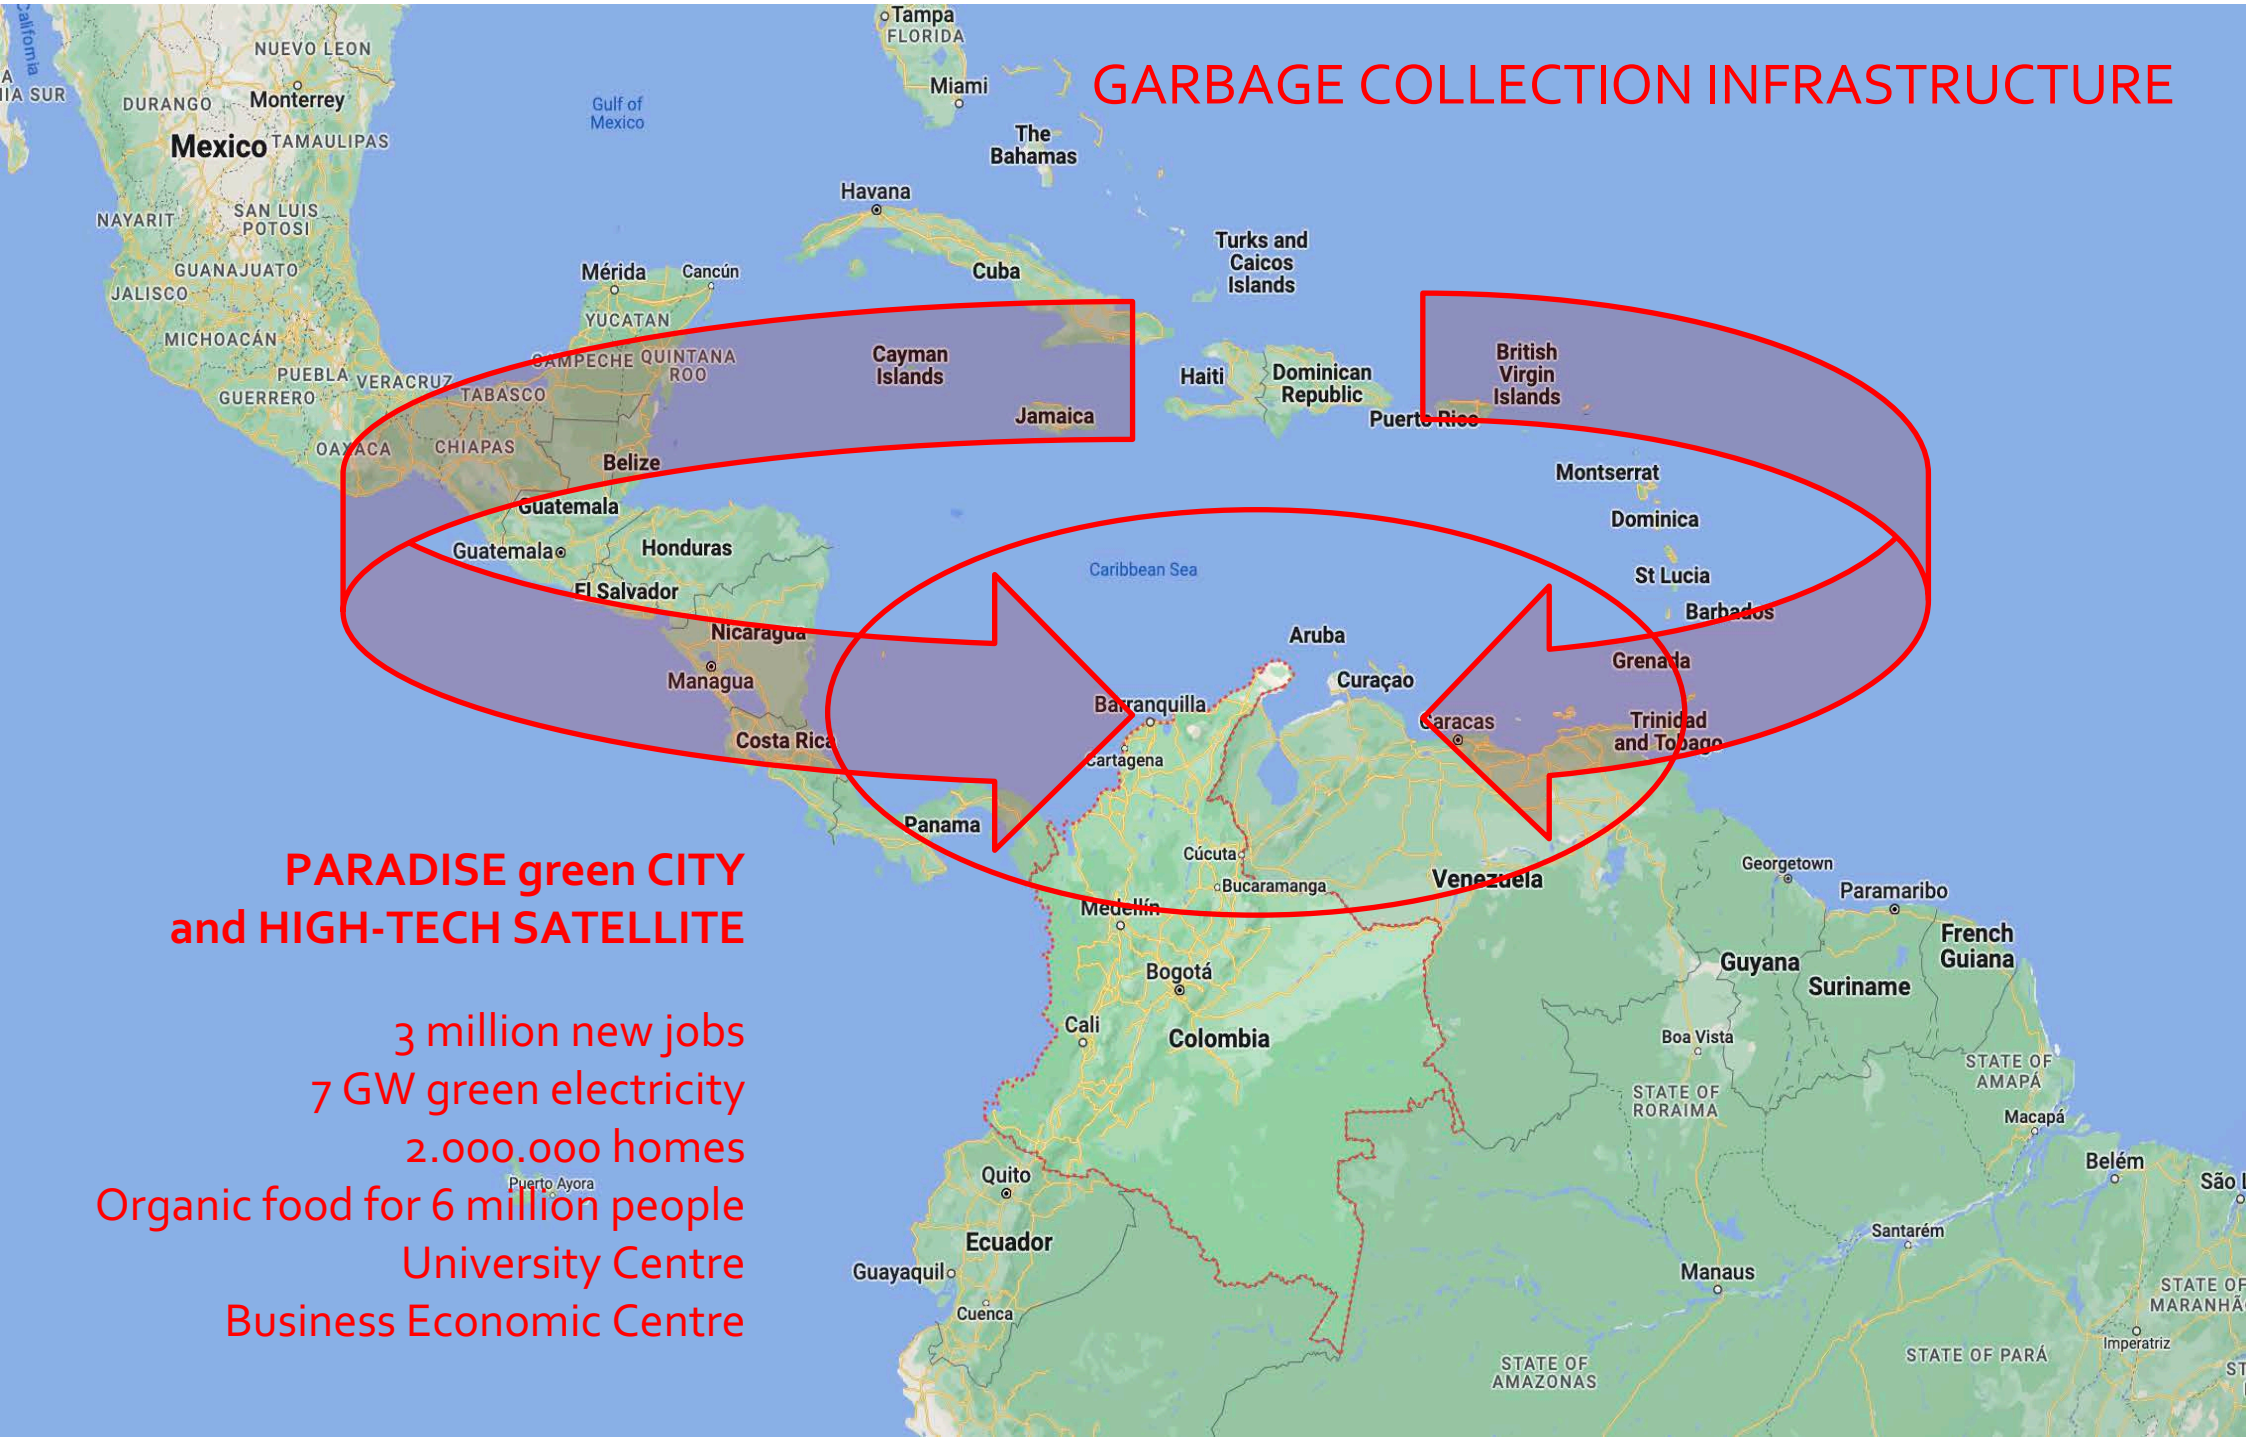 California
Tampa
FLORIDA
GARBAGE COLLECTION INFRASTRUCTURE
NUEVO LEON
A
IA SUR
DURANGO
Monterrey
Miami
Gulf of
Mexico
Mexico
TAMAULIPAS
The
Bahamas
Havana
NAYARIT
SAN LUIS
POTOSI
Turks and
Caicos
Islands
GUANAJUATO
JALISCO
Mérida
Cancún
Cuba
YUCATAN
MICHOACÁN
CAMPECHE
QUINTANA
ROO
Cayman
Islands
British
Virgin
Islands
PUEBLA
VERACRUZ
GUERRERO
TABASCO
Haiti
Dominican
Republic
Jamaica
Puerto Rico
OAXACA
CHIAPAS
Belize
Montserrat
Guatemala
Dominica
Guatemala
Honduras
Caribbean Sea
El Salvador
St Lucia
Barbados
Nicaragua
Aruba
Grenada
Managua
Curaçao
Barranquilla
Caracas
Trinidad
and Tobago
Costa Rica
Cartagena
Panama
Cúcuta
Bucaramanga
Venezuela
Georgetown
Paramaribo
PARADISE green CITY
and HIGH-TECH SATELLITE
Medellín
French
Guiana
Bogotá
Guyana
Suriname
3 million new jobs
7 GW green electricity
2.000.000 homes
Organic food for 6 million people
University Centre
Business Economic Centre
Cali
Colombia
Boa Vista
STATE OF
AMAPÁ
STATE OF
RORAIMA
Macapá
Puerto Ayora
Quito
Belém
São L
Ecuador
Santarém
Guayaquil
Manaus
Cuenca
STATE OF
MARANHÃO
Imperatriz
STATE OF PARÁ
STATE OF
AMAZONAS
ST